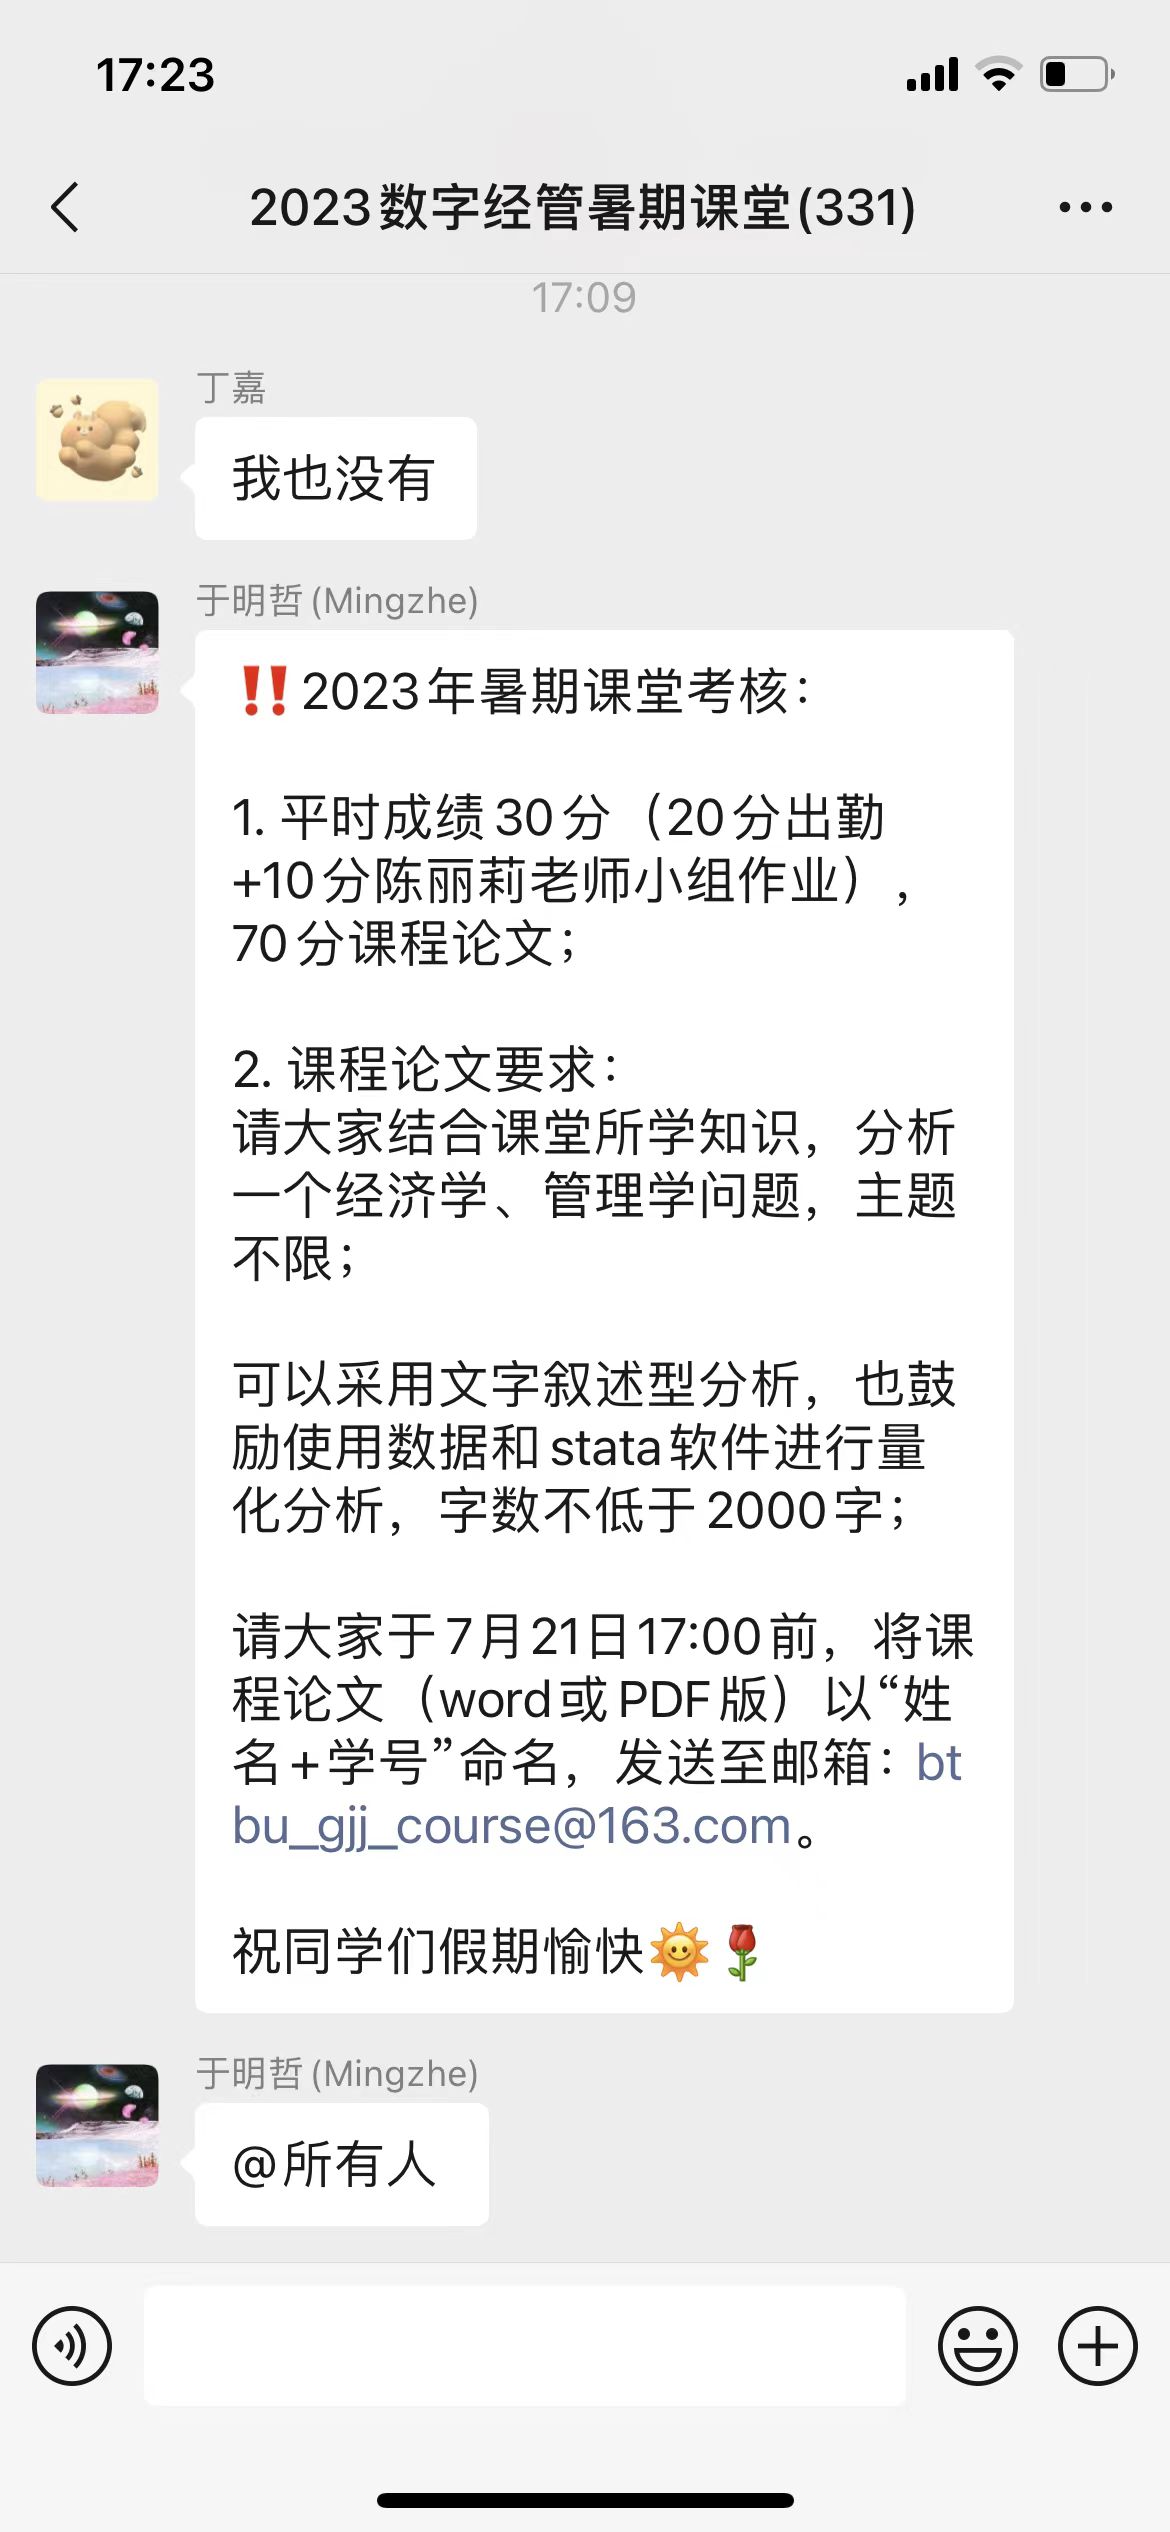 17:23
2023数字经管暑期课堂(331)
17:09
丁嘉
我也没有
于明哲(Mingzhe)
‼️2023年暑期课堂考核：
1. 平时成绩30分（20分出勤
+10分陈丽莉老师小组作业），
70分课程论文；
2. 课程论文要求：
请大家结合课堂所学知识，分析
一个经济学、管理学问题，主题
不限；
可以采用文字叙述型分析，也鼓
励使用数据和stata软件进行量
化分析，字数不低于2000字；
请大家于7月21日17:00前，将课
程论文（word或PDF版）以“姓
名+学号”命名，发送至邮箱：bt
bu_gjj_course@163.com。
祝同学们假期愉快🌞🌹
于明哲(Mingzhe)
@所有人